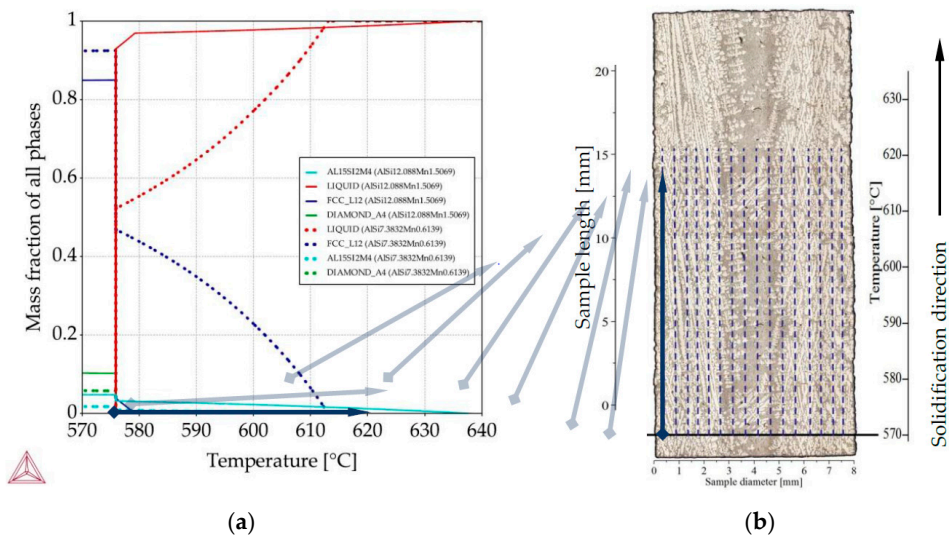 Mass fraction of all phases
1
0.8
0.6
0.4
0.2
0
570
580
590
600
610
620
630
640
Temperature [°C]
AL15SI2M4 (AlSi12.088Mn1.5069)
LIQUID (AlSi12.088Mn1.5069)
FCC_L12 (AlSi12.088Mn1.5069)
DIAMOND_A4 (AlSi12.088Mn1.5069)
LIQUID (AlSi7.3832Mn0.6139)
FCC_L12 (AlSi7.3832Mn0.6139)
AL15SI2M4 (AlSi7.3832Mn0.6139)
DIAMOND_A4 (AlSi7.3832Mn0.6139)
(a)
Sample length [mm]
20
15
10
5
0
0 1 2 3 4 5 6 7 8
Sample diameter [mm]
630
620
610
600
590
580
570
Temperature [°C]
Solidification direction
(b)